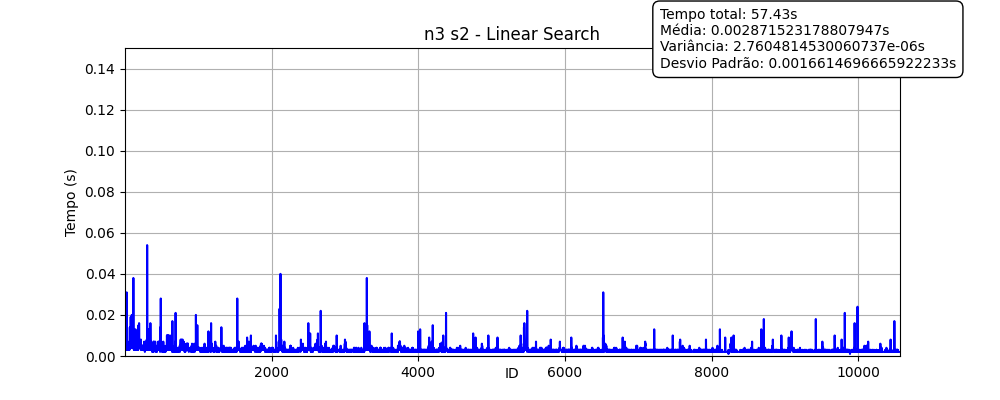 Tempo total: 57.43s
Média: 0.002871523178807947s
Variância: 2.7604814530060737e-06s
Desvio Padrão: 0.0016614696665922233s
n3 s2 - Linear Search
0.14
0.12
0.10
0.08
0.06
0.04
0.02
0.00
Tempo (s)
2000
4000
6000
8000
10000
ID